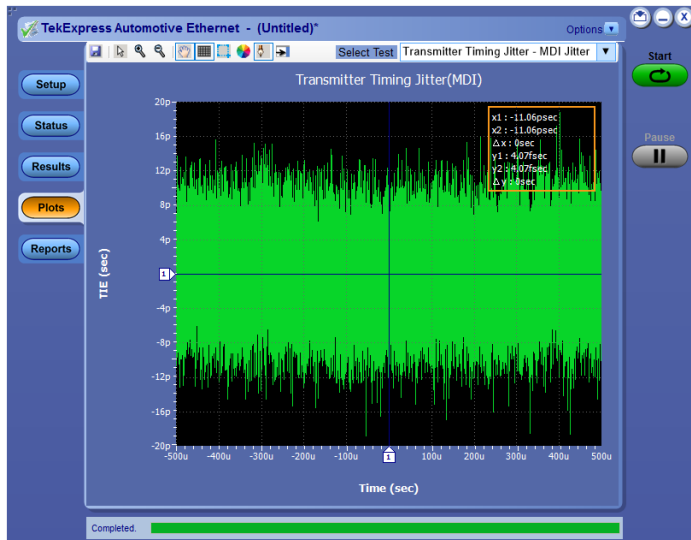 TekExpress Automotive Ethernet - (Untitled)*
Options
Select Test
Transmitter Timing Jitter - MDI Jitter
Start
Pause
Setup
Status
Results
Plots
Reports
Transmitter Timing Jitter(MDI)
x1 : -11.06psec
x2 : -11.06psec
Δx : 0sec
y1 : 4.07fsec
y2 : 4.07fsec
Δy : 0sec
20p
16p
12p
8p
4p
1
-4p
-8p
-12p
-16p
-20p
TIE (sec)
-500u
-400u
-300u
-200u
-100u
1
100u
200u
300u
400u
500u
Time (sec)
Completed.